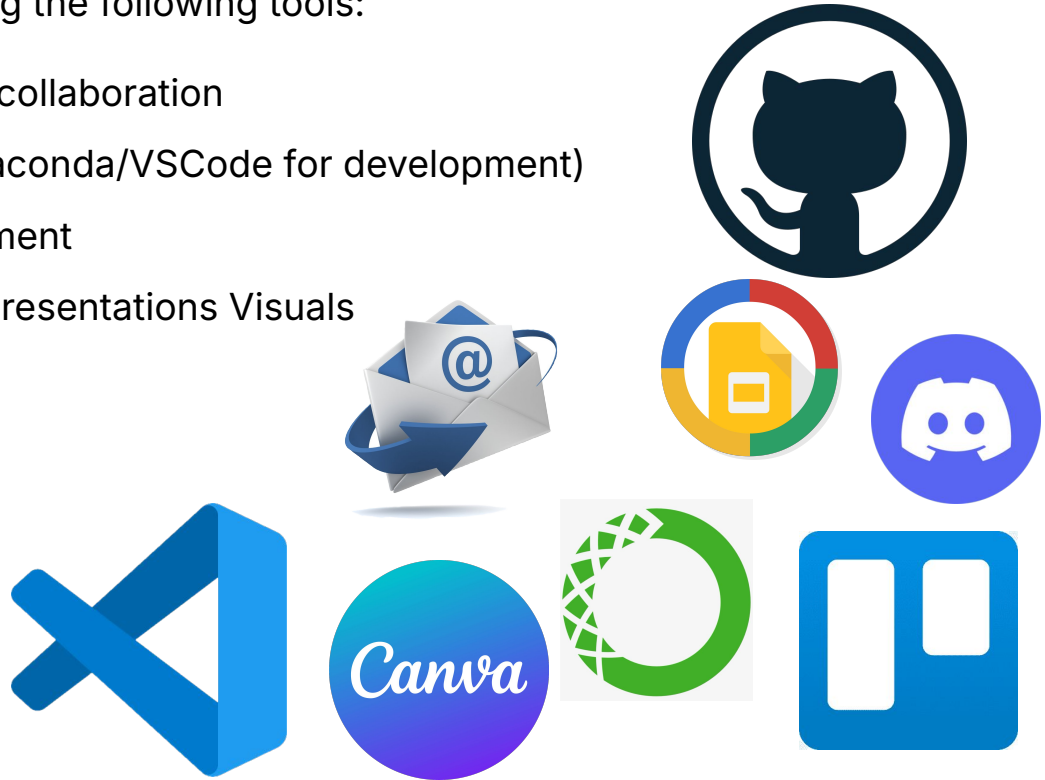 g the following tools:
collaboration
aconda/VSCode for development)
ment
resentations Visuals
@
Canva